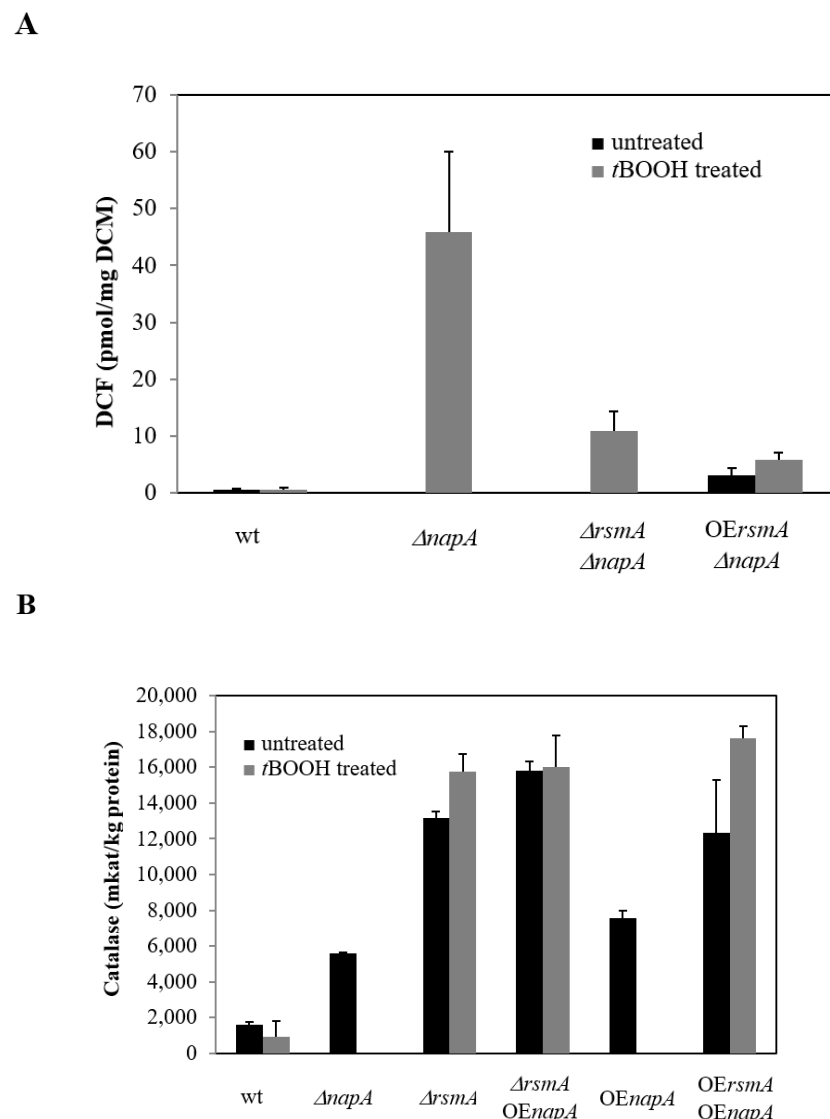 A
70
60
50
40
30
20
10
0
DCF (pmol/mg DCM)
untreated
tBOOH treated
wt
ΔnapA
ΔrsmA
ΔnapA
OErsmA
ΔnapA
B
20,000
18,000
16,000
14,000
12,000
10,000
8,000
6,000
4,000
2,000
0
Catalase (mkat/kg protein)
untreated
tBOOH treated
wt
ΔnapA
ΔrsmA
ΔrsmA
OEnapA
OEnapA
OErsmA
OEnapA